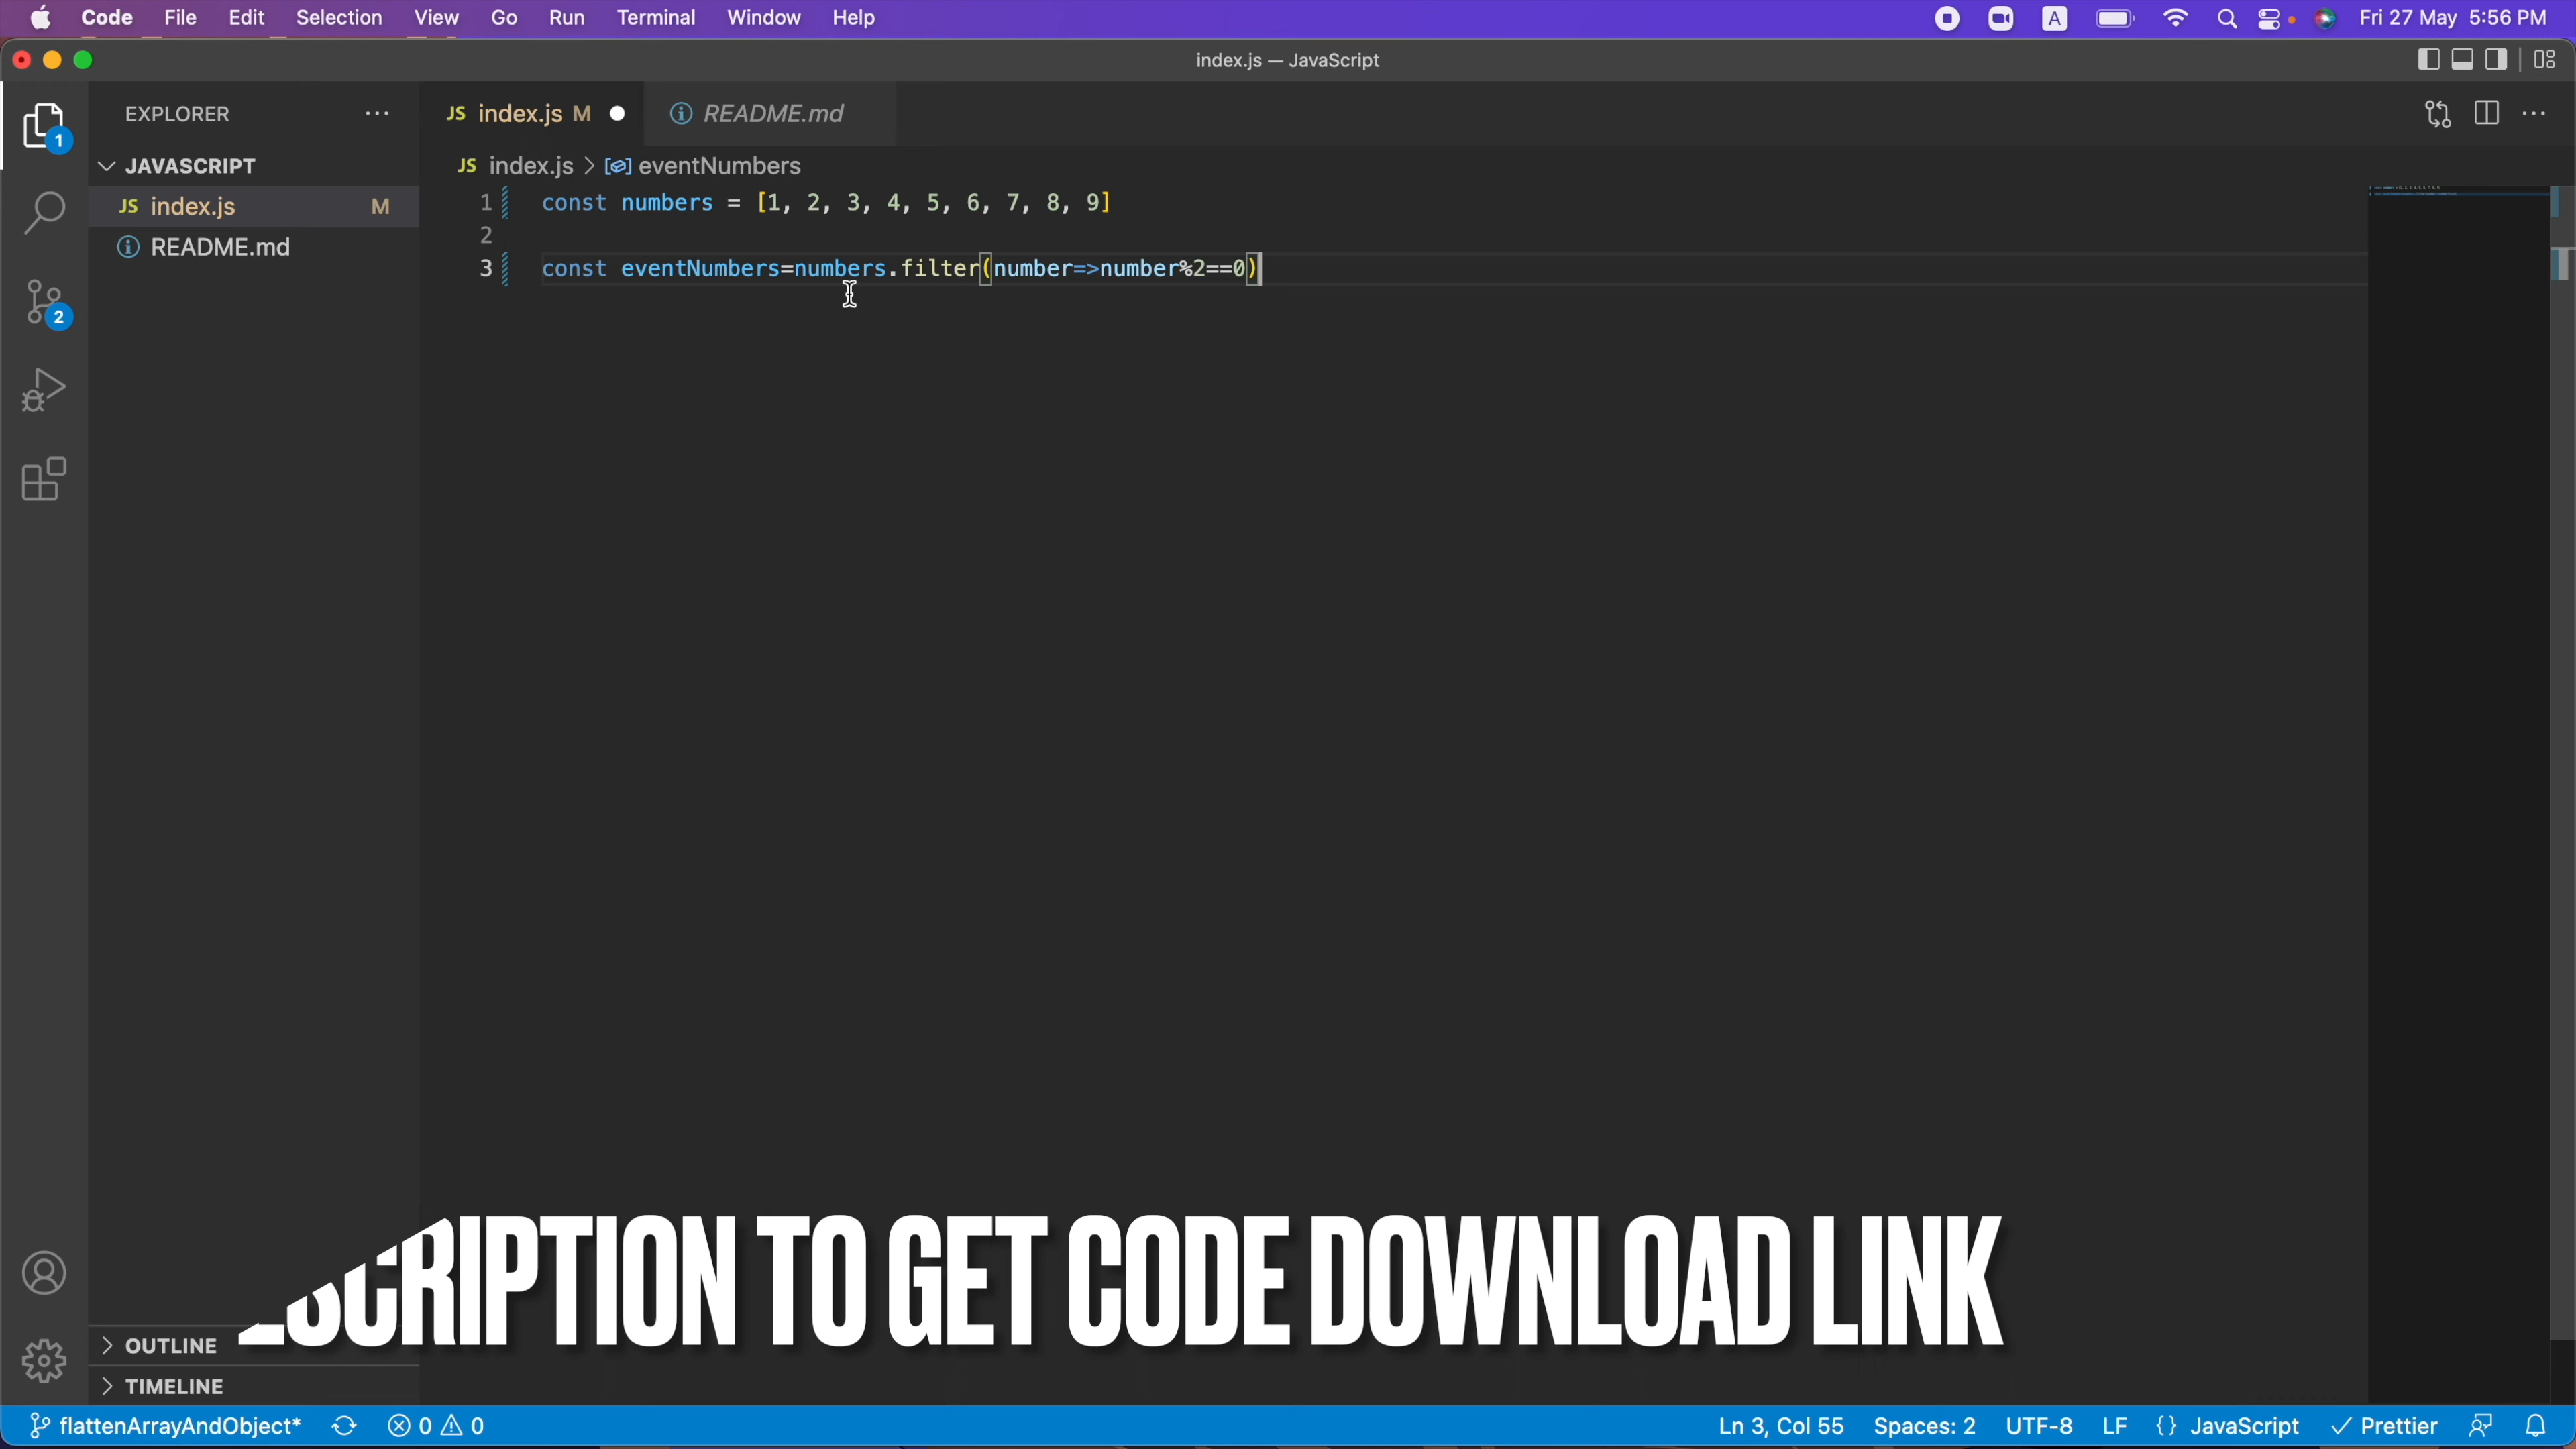 Code File Edit Selection View Go Run Terminal Window Help A Fri 27 May 5:56 PM
index.js — JavaScript
EXPLORER ··· JS index.js M README.md ···
1
JAVASCRIPT JS index.js > eventNumbers
JS index.js M
README.md
1 const numbers = [1, 2, 3, 4, 5, 6, 7, 8, 9]
2
3 const eventNumbers=numbers.filter(number=>number%2==0)
2
TO GET CODE DOWNLOAD LINK
OUTLINE
TIMELINE
flattenArrayAndObject* 0 0 Ln 3, Col 55 Spaces: 2 UTF-8 LF {} JavaScript Prettier